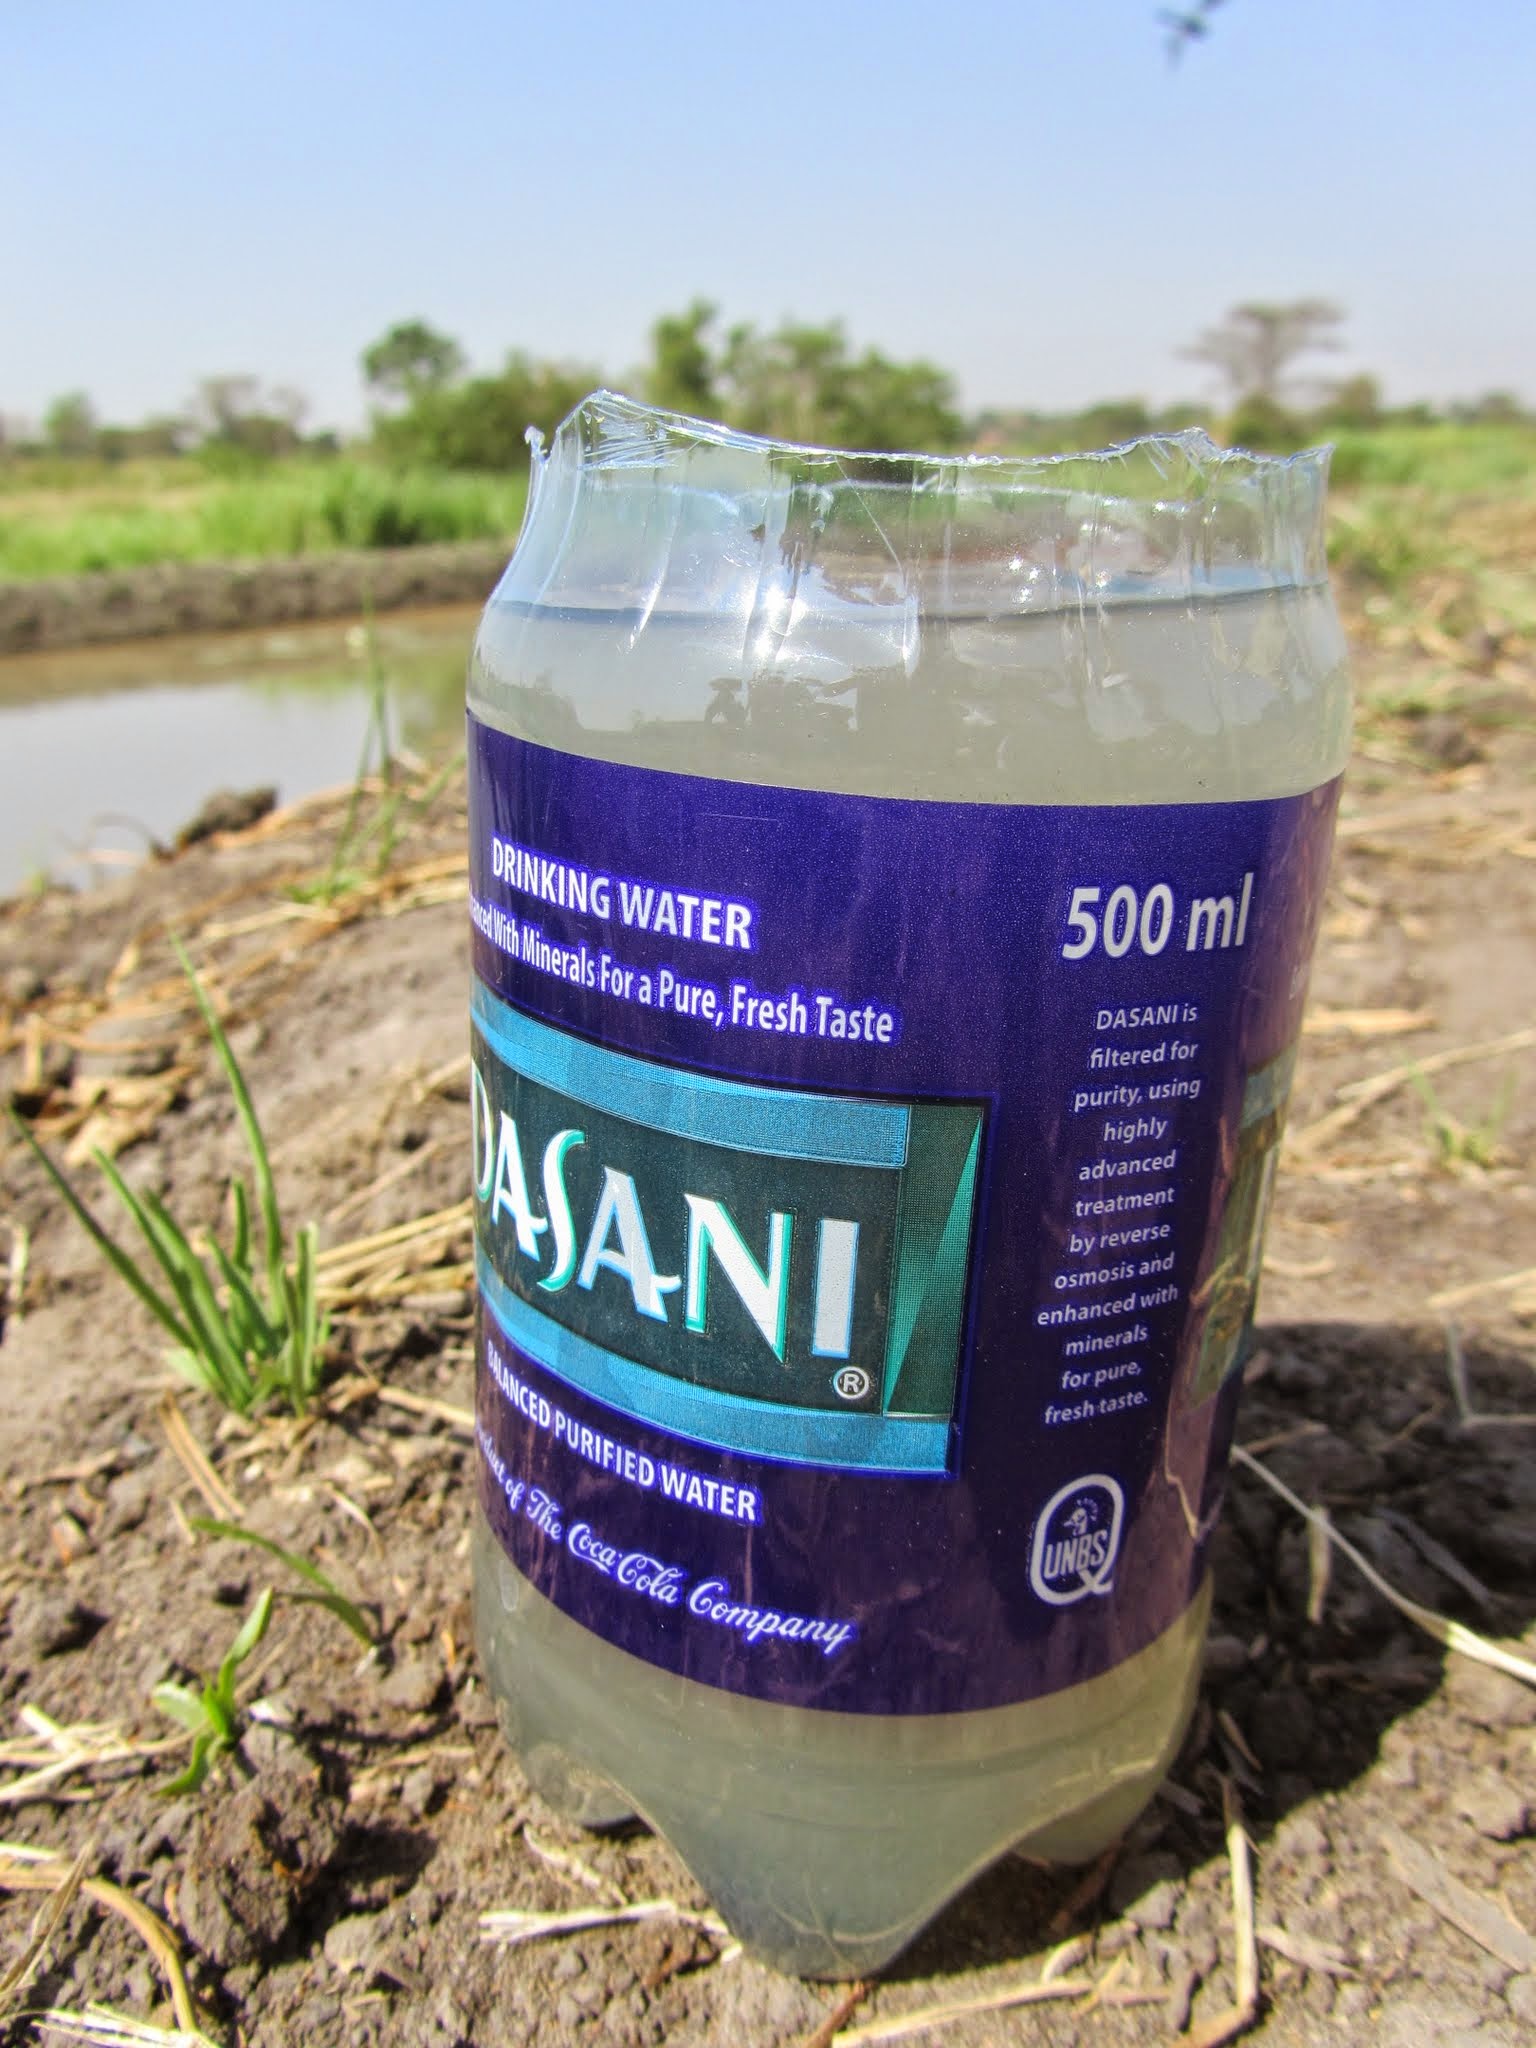 DRINKING WATER
With Minerals For a Pure, Fresh Taste
DASANI
®
BALANCED PURIFIED WATER
of The Coca-Cola Company
500 ml
DASANI is
filtered for
purity, using
highly
advanced
treatment
by reverse
osmosis and
enhanced with
minerals
for pure,
fresh taste.
UNBS